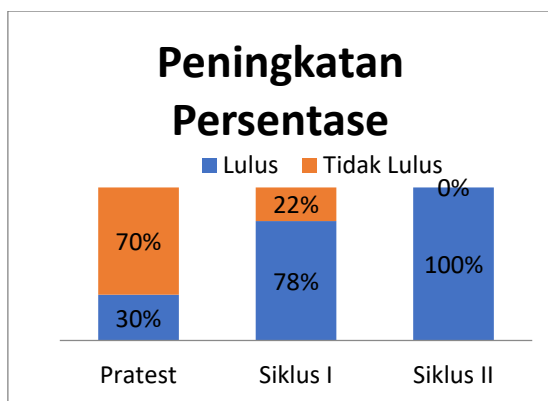 Peningkatan
Persentase
Lulus Tidak Lulus
0%
22%
70%
100%
78%
30%
Pratest Siklus I Siklus II